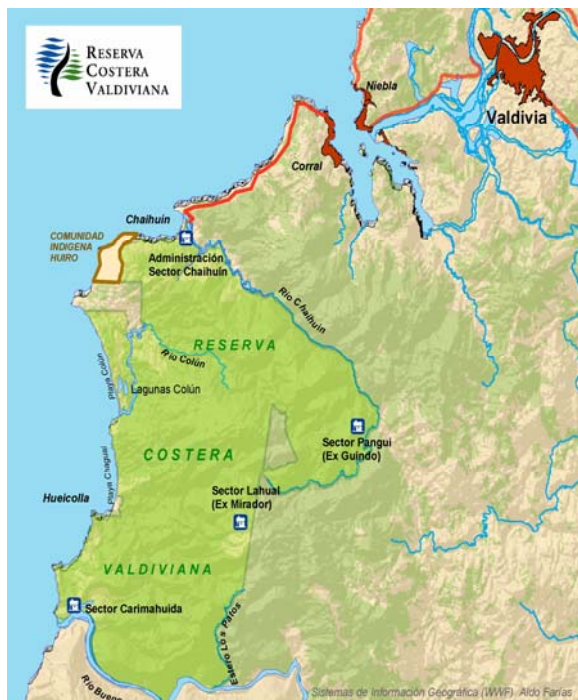 RESERVA
COSTERA
VALDIVIANA
Niebla
Valdivia
Corral
Chaihuín
COMUNIDAD
INDIGENA
HUIRO
Administración
Sector Chaihuín
Río Chaihuín
RESERVA
Río Colún
Playa Colún
Lagunas Colún
Sector Pangui
(Ex Guindo)
COSTERA
Playa Chagual
Hueicolla
Sector Lahual
(Ex Mirador)
VALDIVIANA
Sector Carimahuida
Estero Los Patos
Río Bueno
Sistemas de Información Geográfica (WWF) Aldo Farías